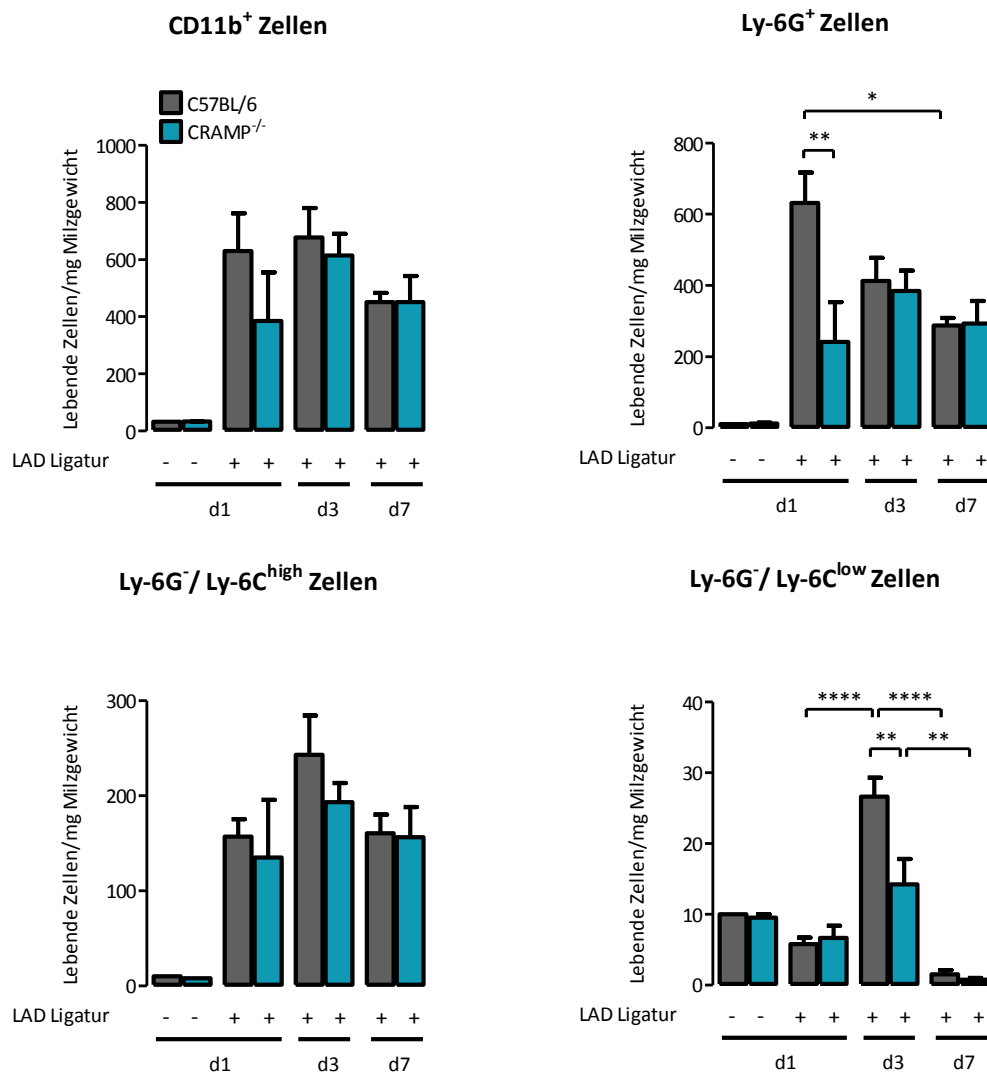 CD11b⁺ Zellen
C57BL/6
CRAMP⁻/⁻
Lebende Zellen/mg Milzgewicht
1000
800
600
400
200
0
LAD Ligatur - - + + + + + +
d1 d3 d7
Ly-6G⁺ Zellen
* 
**
Lebende Zellen/mg Milzgewicht
800
600
400
200
0
LAD Ligatur - - + + + + + +
d1 d3 d7
Ly-6G⁻/ Ly-6Cʰⁱᵍʰ Zellen
Lebende Zellen/mg Milzgewicht
300
200
100
0
LAD Ligatur - - + + + + + +
d1 d3 d7
Ly-6G⁻/ Ly-6Cˡᵒʷ Zellen
**** ****
** **
Lebende Zellen/mg Milzgewicht
40
30
20
10
0
LAD Ligatur - - + + + + + +
d1 d3 d7